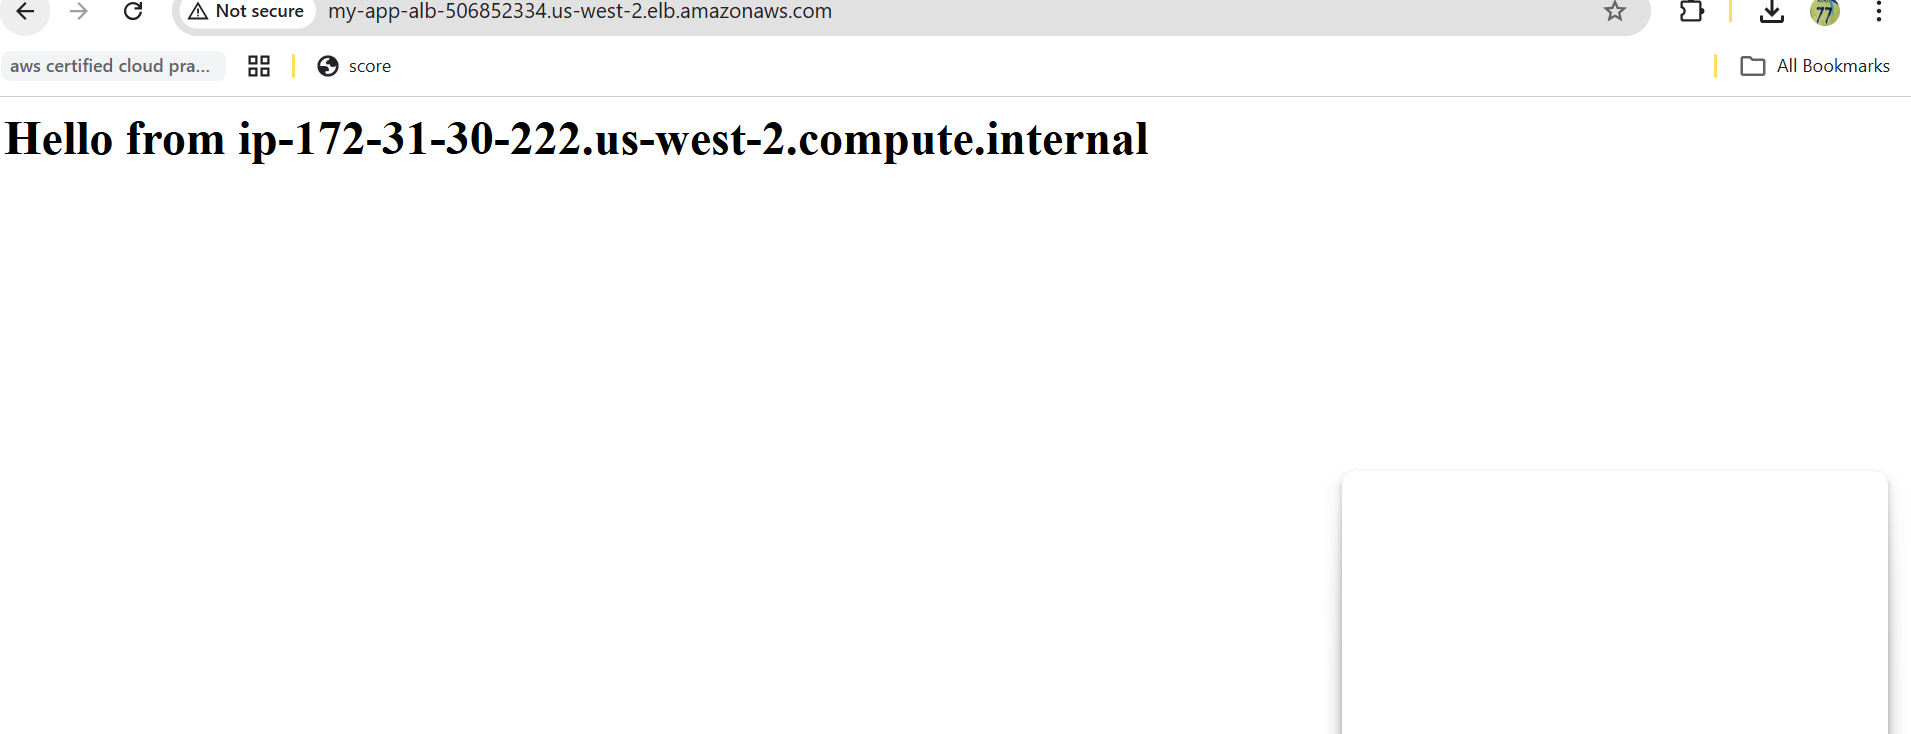 Not secure my-app-alb-506852334.us-west-2.elb.amazonaws.com 77
aws certified cloud pra... score All Bookmarks
Hello from ip-172-31-30-222.us-west-2.compute.internal